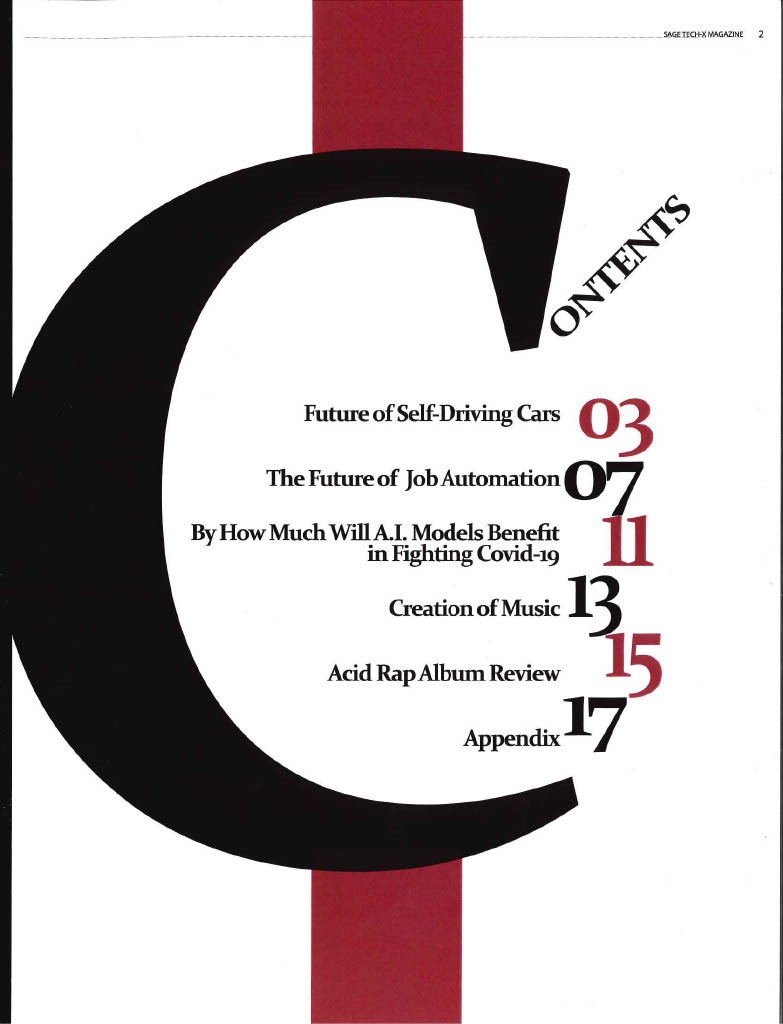 SAGE TECH-X MAGAZINE 2
CONTENTS
Future of Self-Driving Cars 03
The Future of Job Automation 07
By How Much Will A.I. Models Benefit
in Fighting Covid-19 11
Creation of Music 13
Acid Rap Album Review 15
Appendix 17